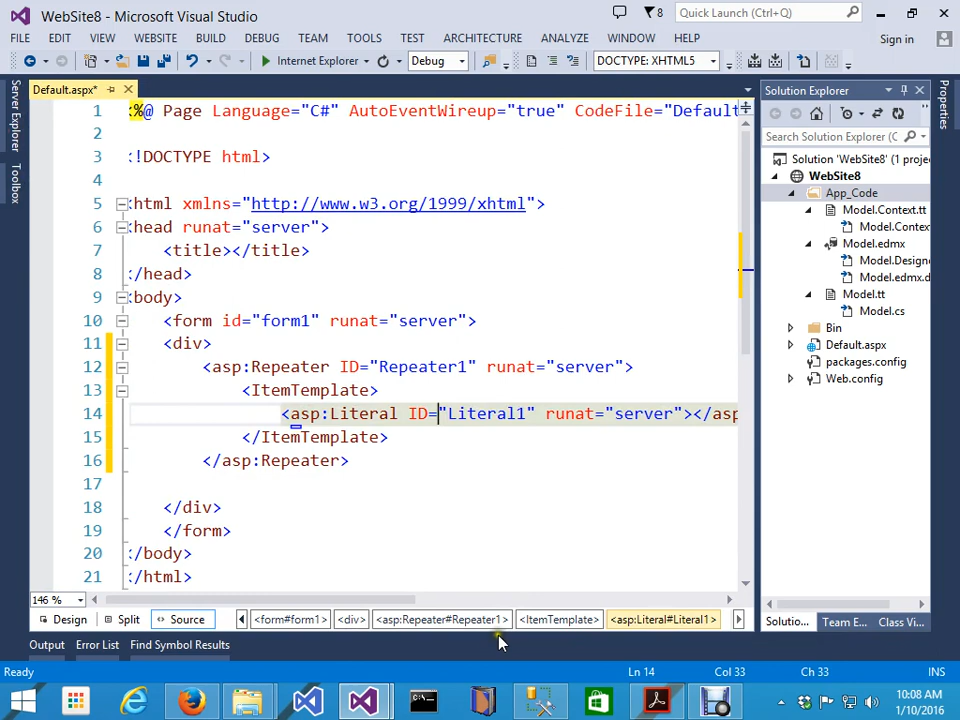 WebSite8 - Microsoft Visual Studio
8
Quick Launch (Ctrl+Q)
FILE EDIT VIEW WEBSITE BUILD DEBUG TEAM TOOLS TEST ARCHITECTURE ANALYZE WINDOW HELP
Sign in
Internet Explorer Debug DOCTYPE: XHTML5
Server Explorer
Toolbox
Default.aspx*
1 <%@ Page Language="C#" AutoEventWireup="true" CodeFile="Default
2
3 <!DOCTYPE html>
4
5 <html xmlns="http://www.w3.org/1999/xhtml">
6 <head runat="server">
7 <title></title>
8 </head>
9 <body>
10 <form id="form1" runat="server">
11 <div>
12 <asp:Repeater ID="Repeater1" runat="server">
13 <ItemTemplate>
14 <asp:Literal ID="Literal1" runat="server"></asp
15 </ItemTemplate>
16 </asp:Repeater>
17
18 </div>
19 </form>
20 </body>
21 </html>
146 %
Design Split Source <form#form1> <div> <asp:Repeater#Repeater1> <ItemTemplate> <asp:Literal#Literal1>
Solution Explorer
Search Solution Explorer (C
Solution 'WebSite8' (1 proje
WebSite8
App_Code
Model.Context.tt
Model.Contex
Model.edmx
Model.Design
Model.edmx.d
Model.tt
Model.cs
Bin
Default.aspx
packages.config
Web.config
Solutio... Team E... Class Vi...
Properties
Error List Find Symbol Results
Output
Ready Ln 14 Col 33 Ch 33 INS
10:08 AM
1/10/2016